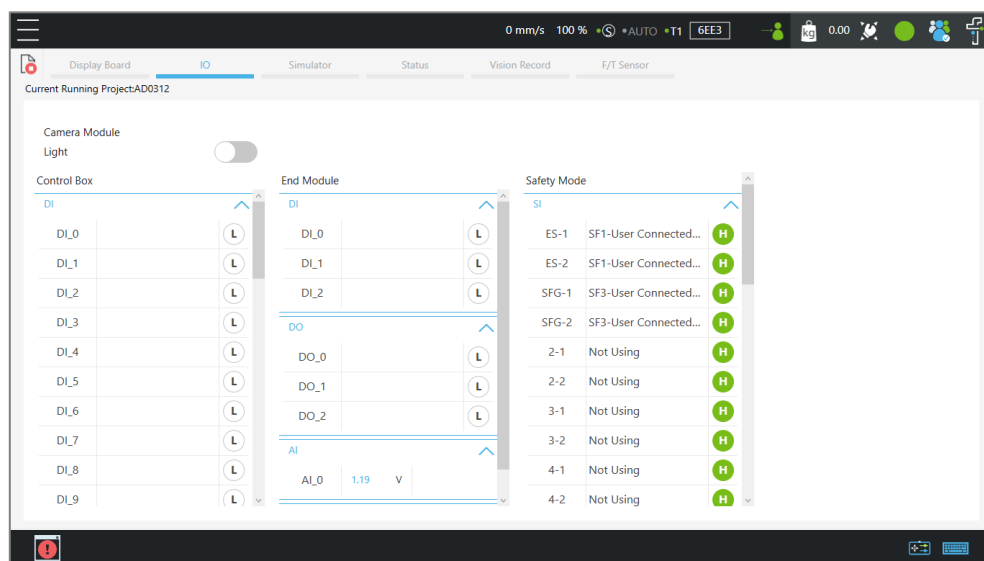 0 mm/s 100 % S AUTO T1 6EE3 kg 0.00
Display Board IO Simulator Status Vision Record F/T Sensor
Current Running Project:AD0312
Camera Module
Light
Control Box End Module Safety Mode
DI DI SI
DI_0 L DI_0 L ES-1 SF1-User Connected... H
DI_1 L DI_1 L ES-2 SF1-User Connected... H
DI_2 L DI_2 L SFG-1 SF3-User Connected... H
DI_3 L DO SFG-2 SF3-User Connected... H
DI_4 L DO_0 L 2-1 Not Using H
DI_5 L DO_1 L 2-2 Not Using H
DI_6 L DO_2 L 3-1 Not Using H
DI_7 L AI 3-2 Not Using H
DI_8 L AI_0 1.19 V 4-1 Not Using H
DI_9 L 4-2 Not Using H